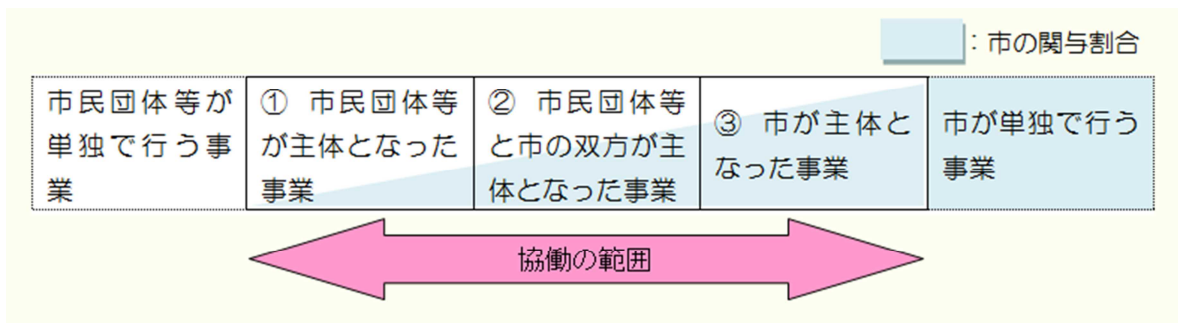 ：市の関与割合
市民団体等が
単独で行う事
業
① 市民団体等
が主体となった
事業
② 市民団体等
と市の双方が主
体となった事業
③ 市が主体と
なった事業
市が単独で行う
事業
協働の範囲